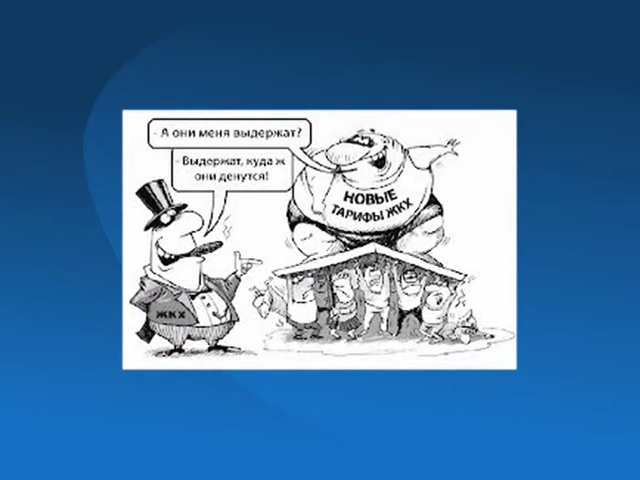 - А они меня выдержат?
- Выдержат, куда ж
они денутся!
НОВЫЕ
ТАРИФЫ ЖКХ
ЖКХ